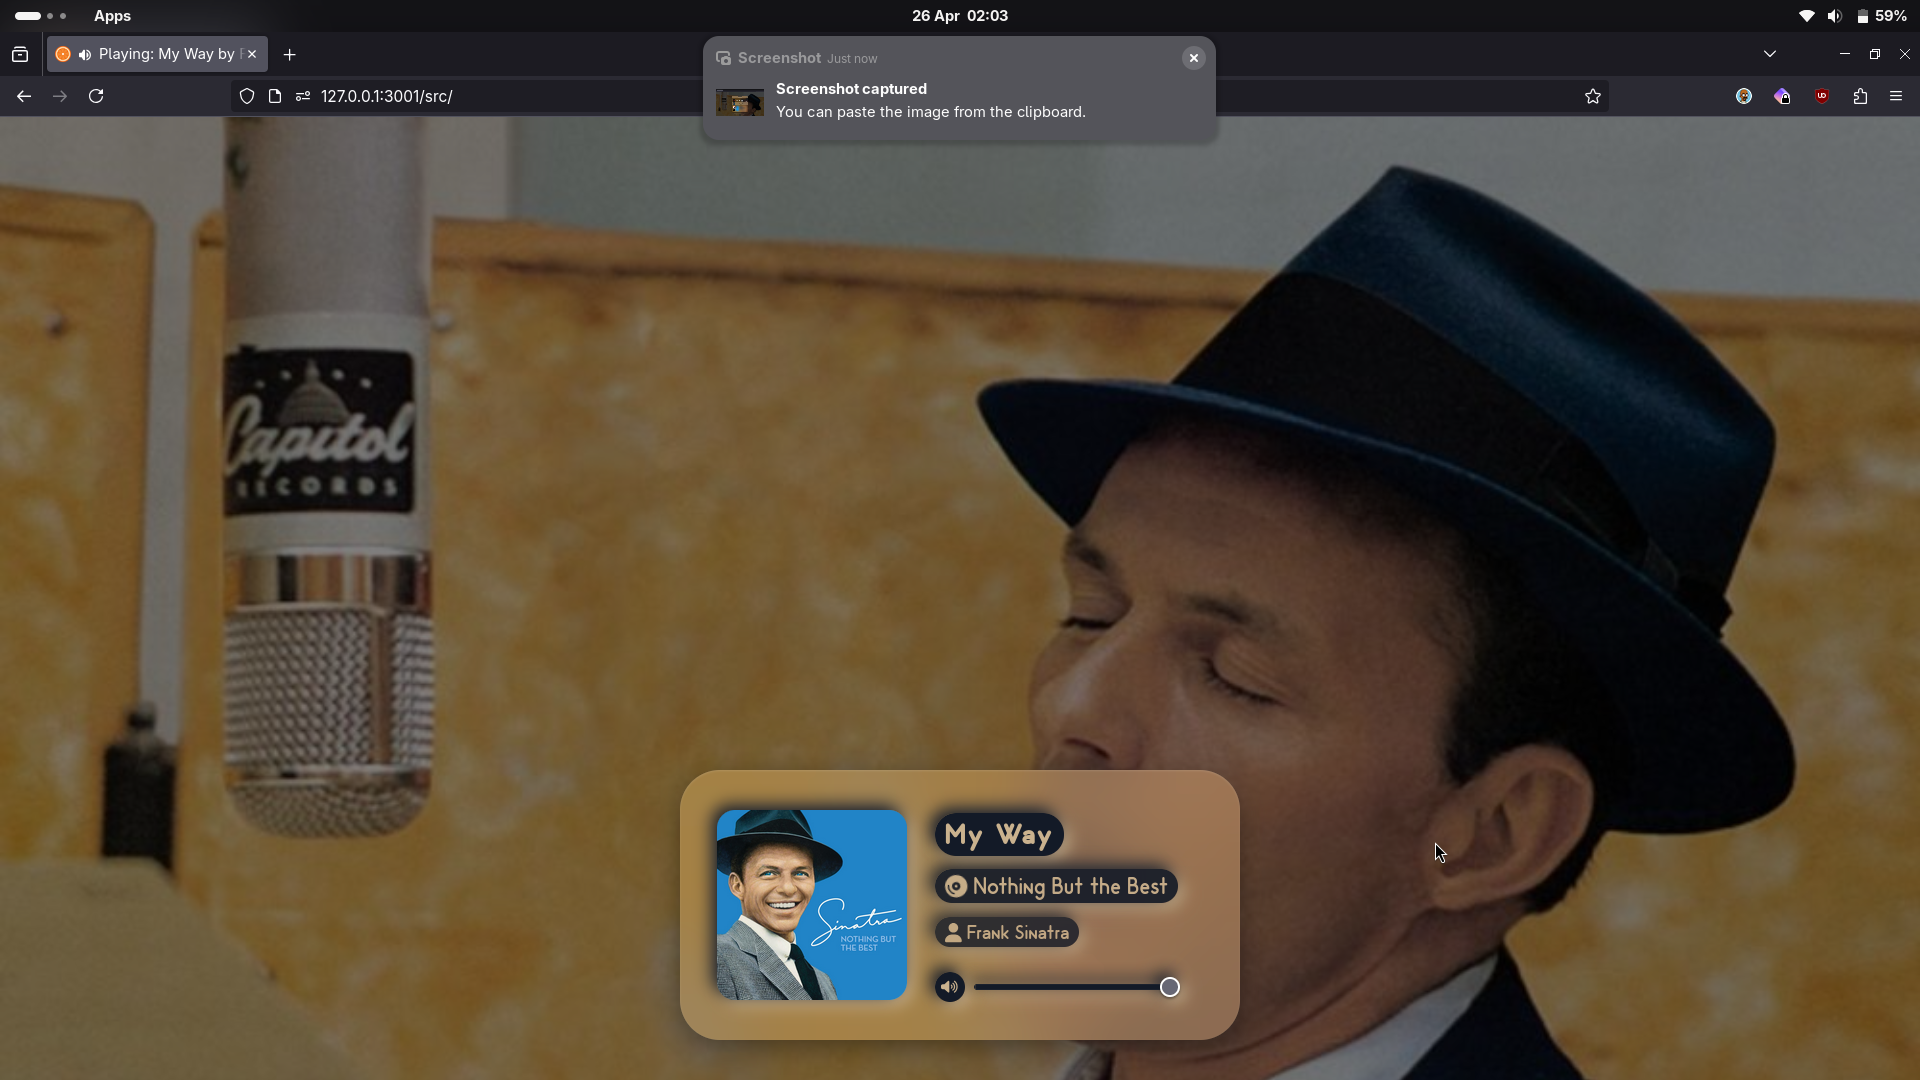 Apps
26 Apr 02:03
59%
Playing: My Way by
127.0.0.1:3001/src/
Screenshot Just now
Screenshot captured
You can paste the image from the clipboard.
Capitol
RECORDS
My Way
Nothing But the Best
Frank Sinatra
Sinatra
NOTHING BUT
THE BEST